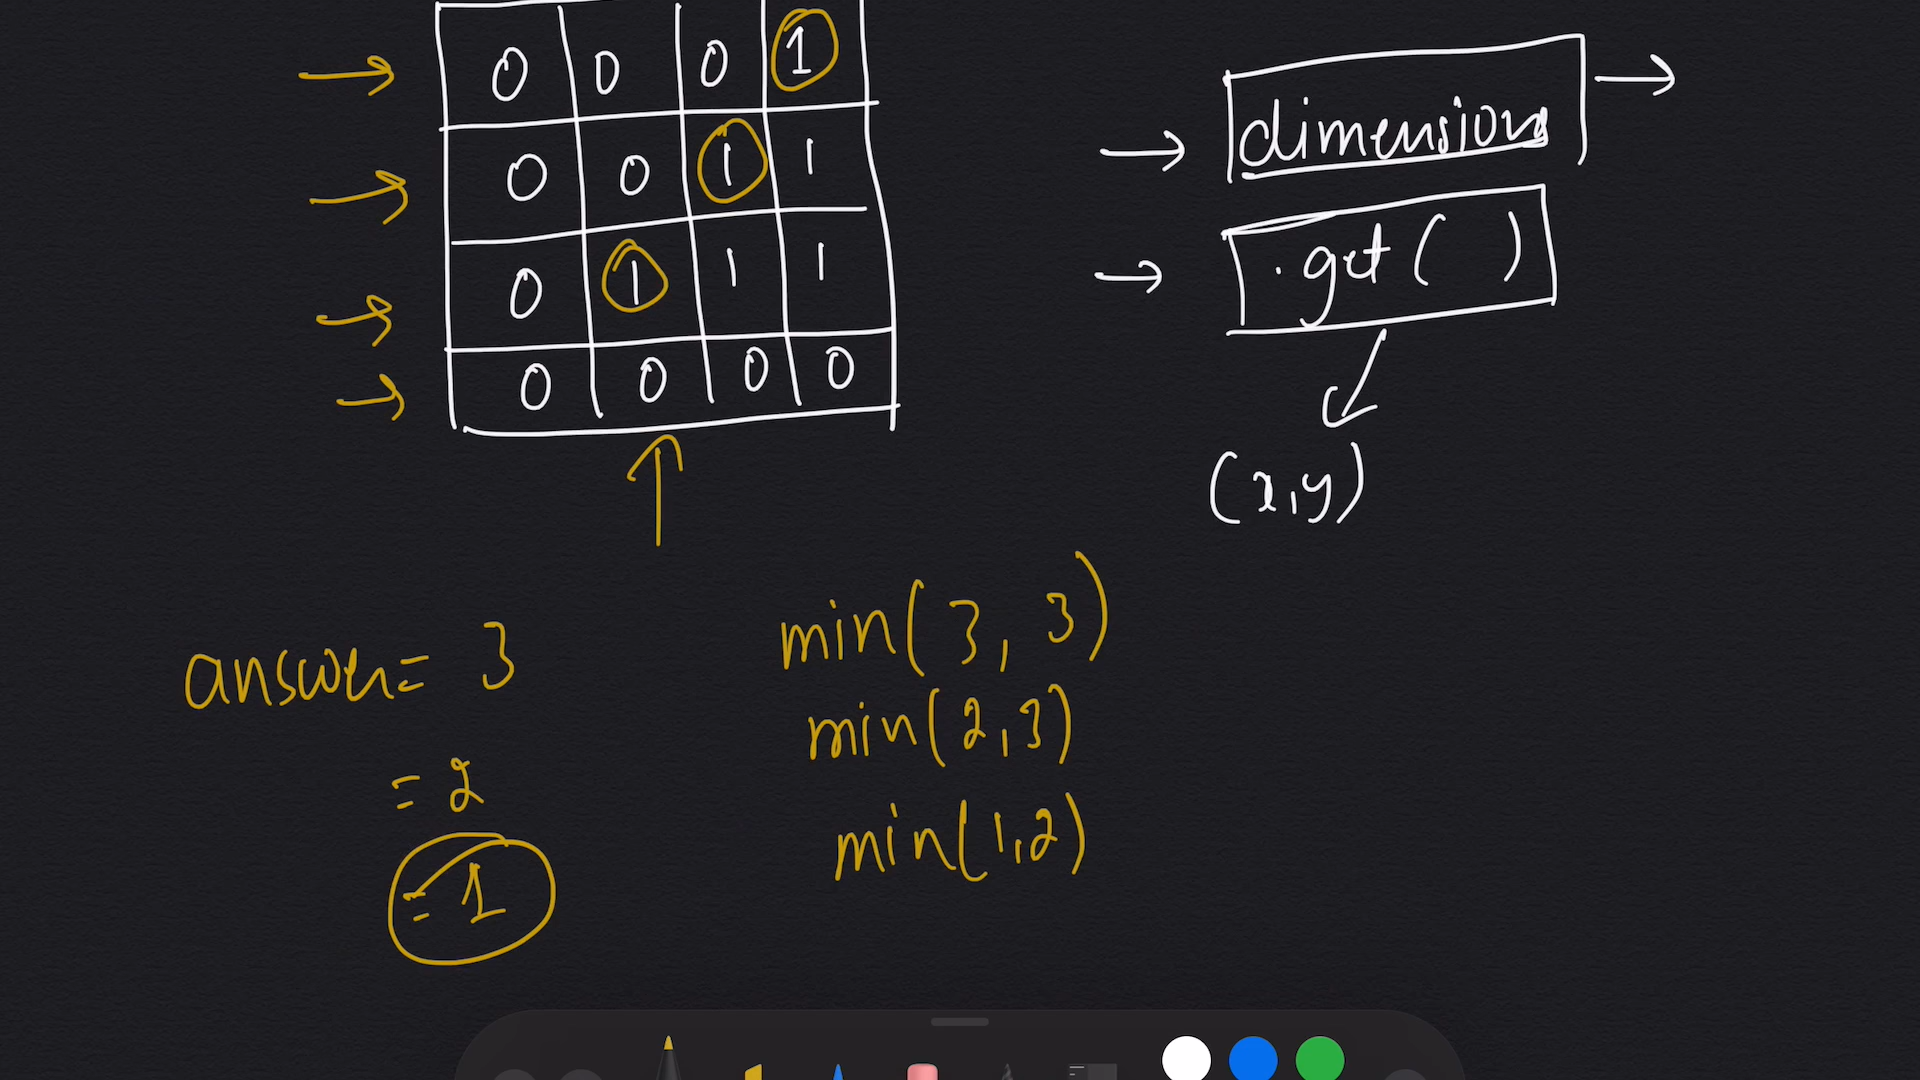 0 0 0 1
0 0 1 1
0 1 1 1
0 0 0 0
dimensions
.get( )
(x,y)
answer= 3
= 2
= 1
min(3, 3)
min(2,3)
min(1,2)